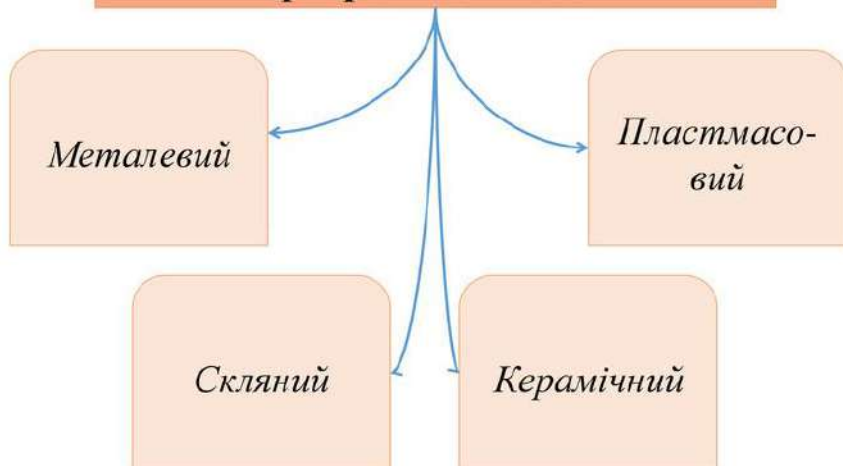 Металевий
Пластмасо-
вий
Скляний
Керамічний